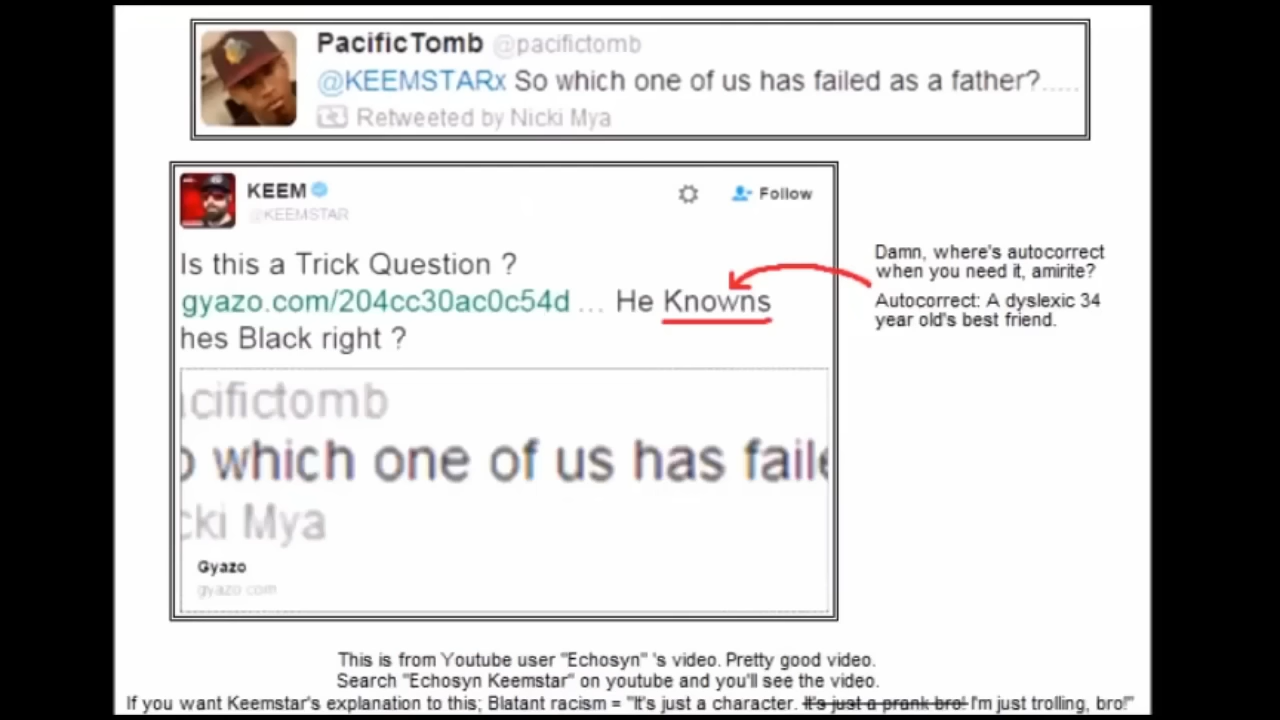 PacificTomb @pacifictomb
@KEEMSTARx So which one of us has failed as a father?.....
Retweeted by Nicki Mya
KEEM
@KEEMSTAR
Follow
Is this a Trick Question ?
gyazo.com/204cc30ac0c54d ... He Knowns
hes Black right ?
cifictomb
o which one of us has faile
cki Mya
Gyazo
gyazo.com
Damn, where's autocorrect
when you need it, amirite?
Autocorrect: A dyslexic 34
year old's best friend.
This is from Youtube user "Echosyn" 's video. Pretty good video.
Search "Echosyn Keemstar" on youtube and you'll see the video.
If you want Keemstar's explanation to this; Blatant racism = "It's just a character. It's just a prank bro! I'm just trolling, bro!"